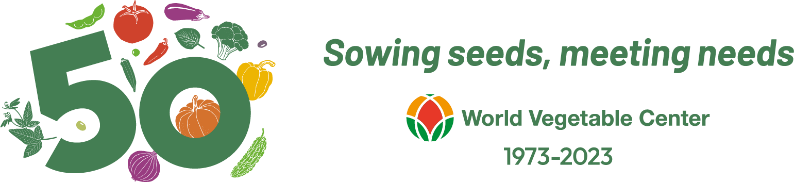 50
Sowing seeds, meeting needs
World Vegetable Center
1973-2023